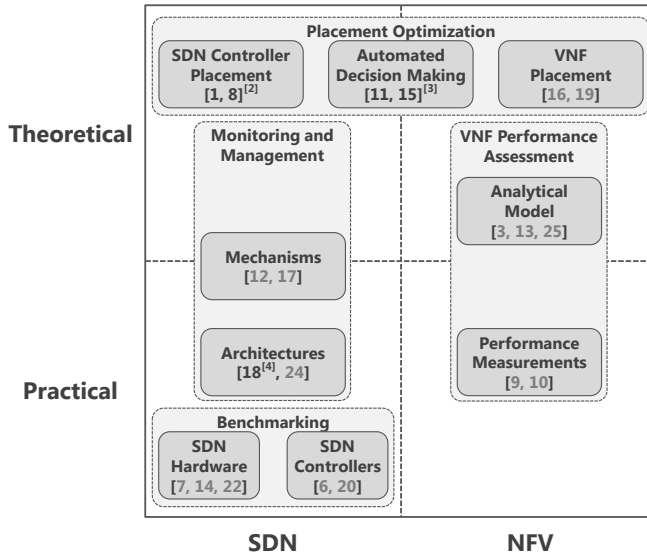 Placement Optimization
SDN Controller
Placement
[1, 8][2]
Automated
Decision Making
[11, 15][3]
VNF
Placement
[16, 19]
Theoretical
Monitoring and
Management
VNF Performance
Assessment
Analytical
Model
[3, 13, 25]
Mechanisms
[12, 17]
Practical
Architectures
[18[4], 24]
Performance
Measurements
[9, 10]
Benchmarking
SDN
Hardware
[7, 14, 22]
SDN
Controllers
[6, 20]
SDN
NFV